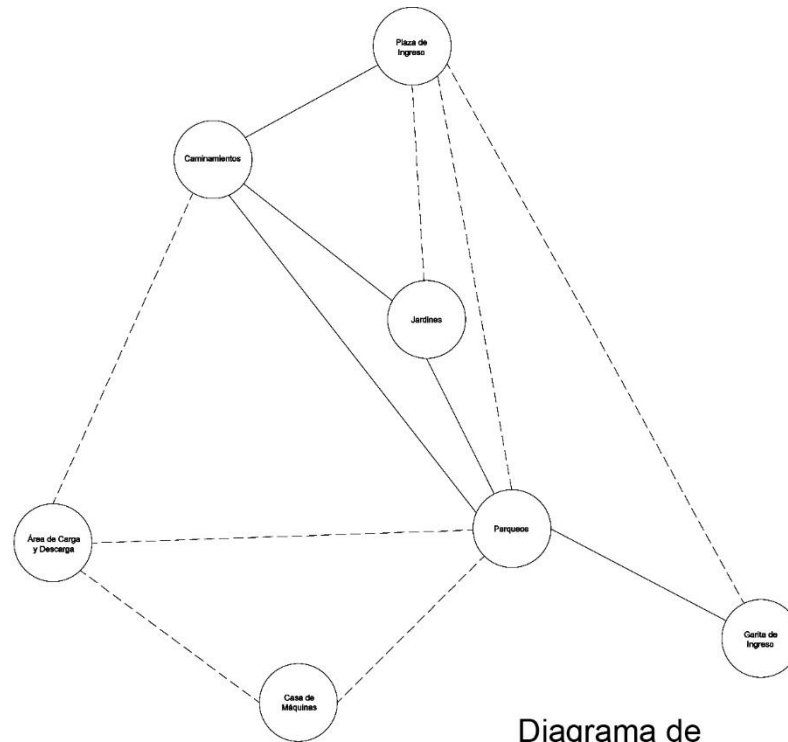 Plaza de
Ingreso
Caminamientos
Jardines
Área de Carga
y Descarga
Parqueos
Garita de
Ingreso
Casa de
Máquinas
Diagrama de